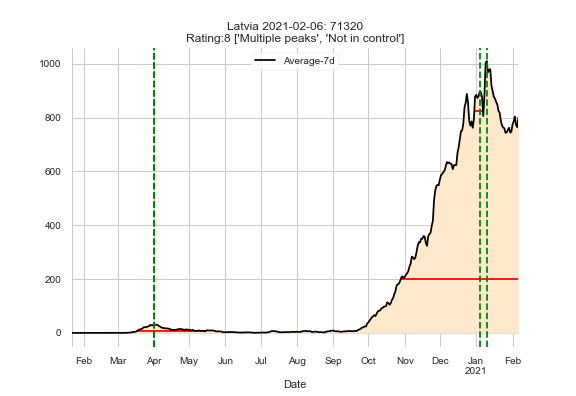 Latvia 2021-02-06: 71320
Rating:8 ['Multiple peaks', 'Not in control']
Average-7d
1000
800
600
400
200
0
Feb Mar Apr May Jun Jul Aug Sep Oct Nov Dec Jan Feb
2021
Date